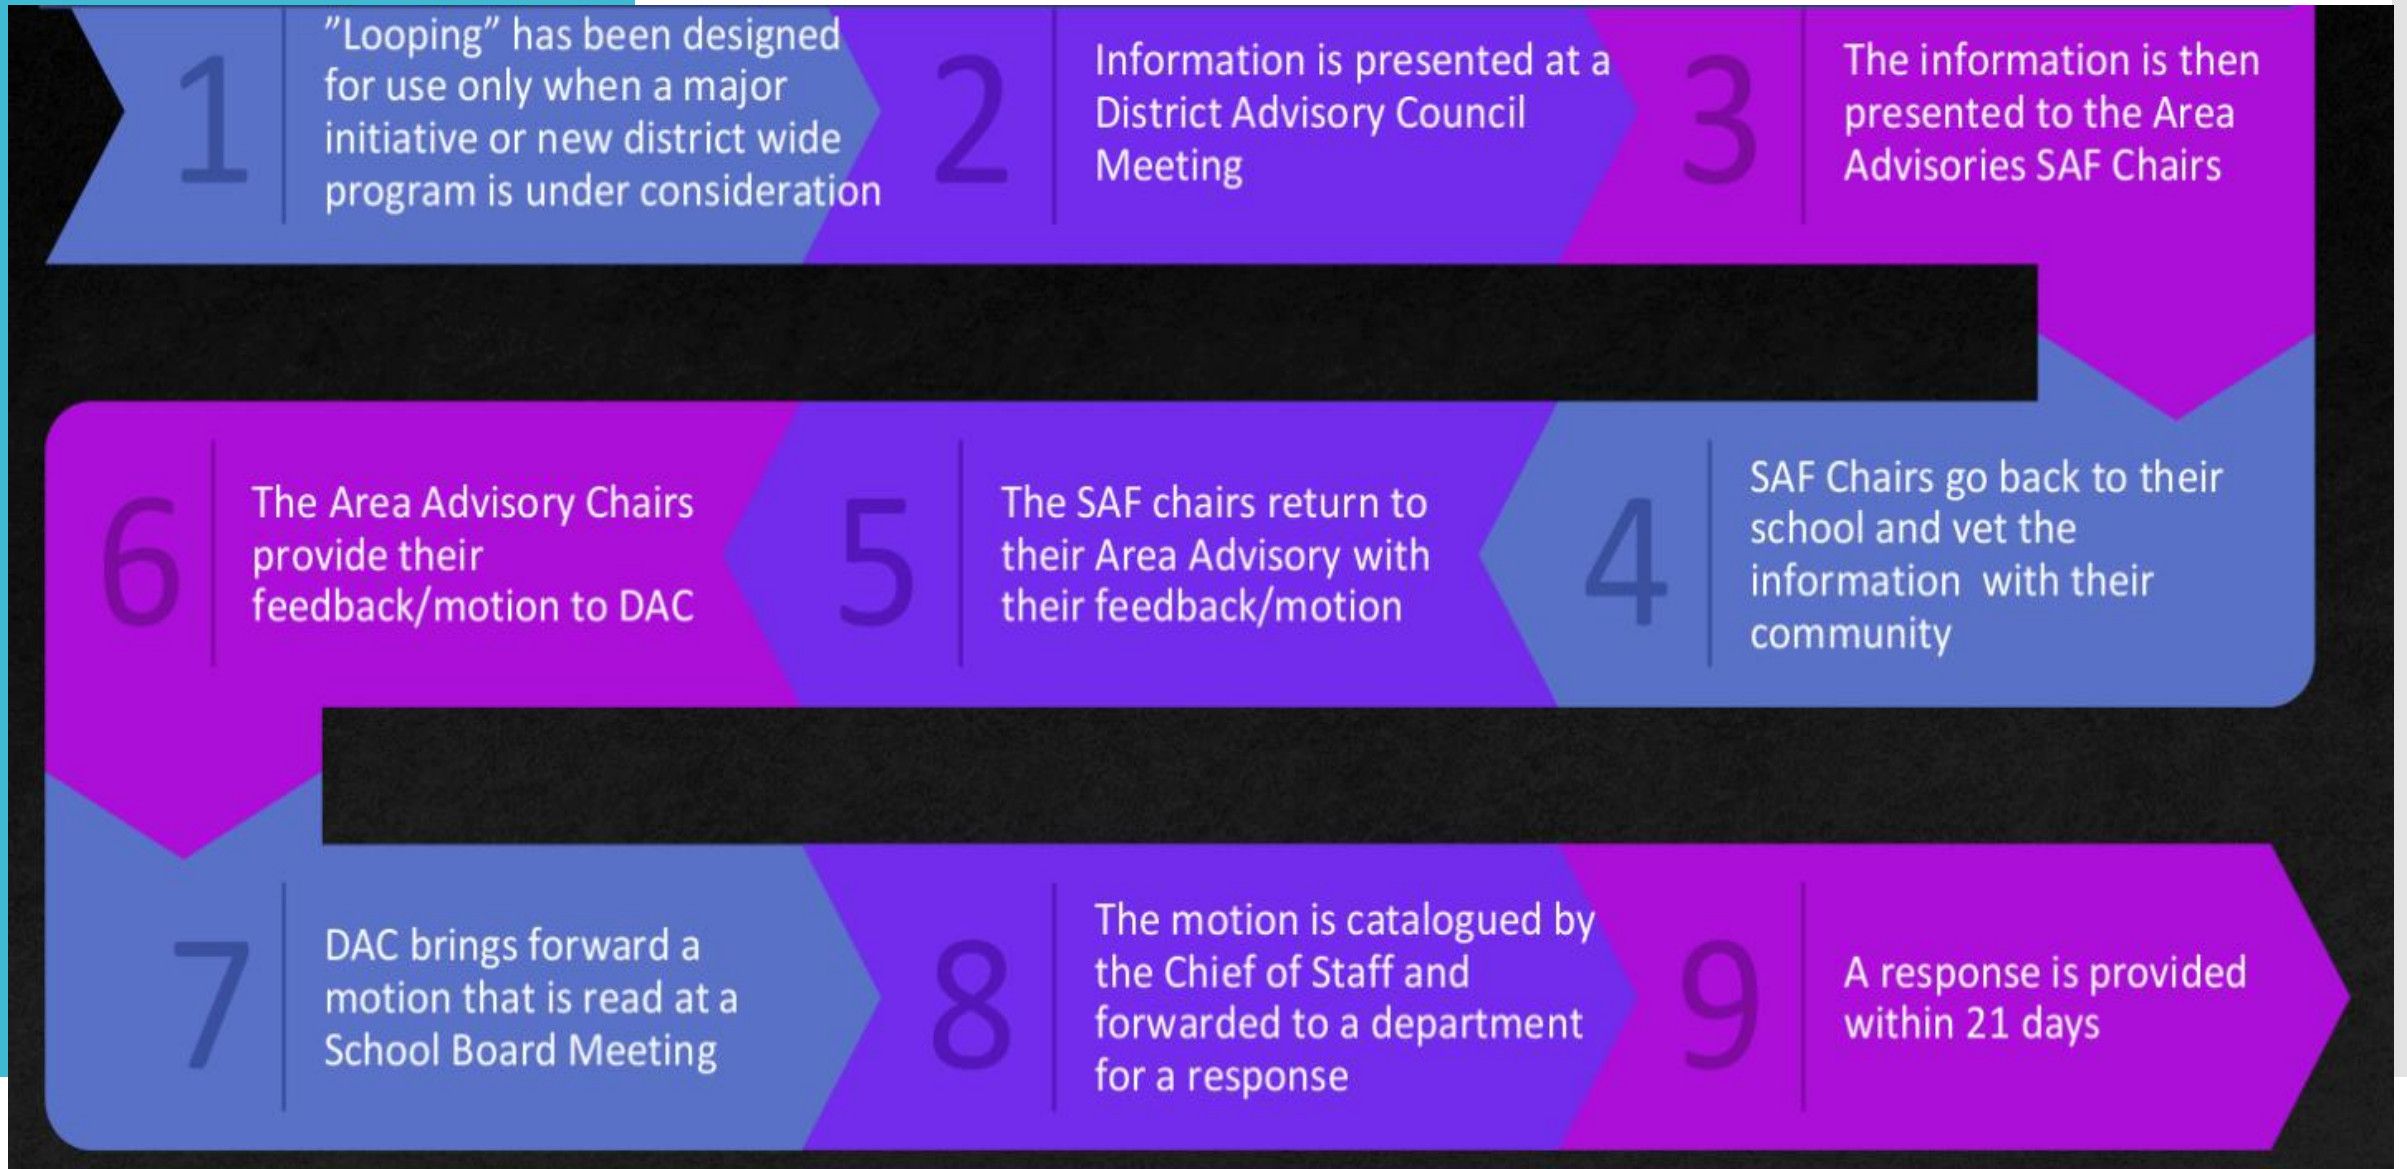 1
”Looping” has been designed
for use only when a major
initiative or new district wide
program is under consideration
2
Information is presented at a
District Advisory Council
Meeting
3
The information is then
presented to the Area
Advisories SAF Chairs
4
SAF Chairs go back to their
school and vet the
information  with their
community
5
The SAF chairs return to
their Area Advisory with
their feedback/motion
6
The Area Advisory Chairs
provide their
feedback/motion to DAC
7
DAC brings forward a
motion that is read at a
School Board Meeting
8
The motion is catalogued by
the Chief of Staff and
forwarded to a department
for a response
9
A response is provided
within 21 days